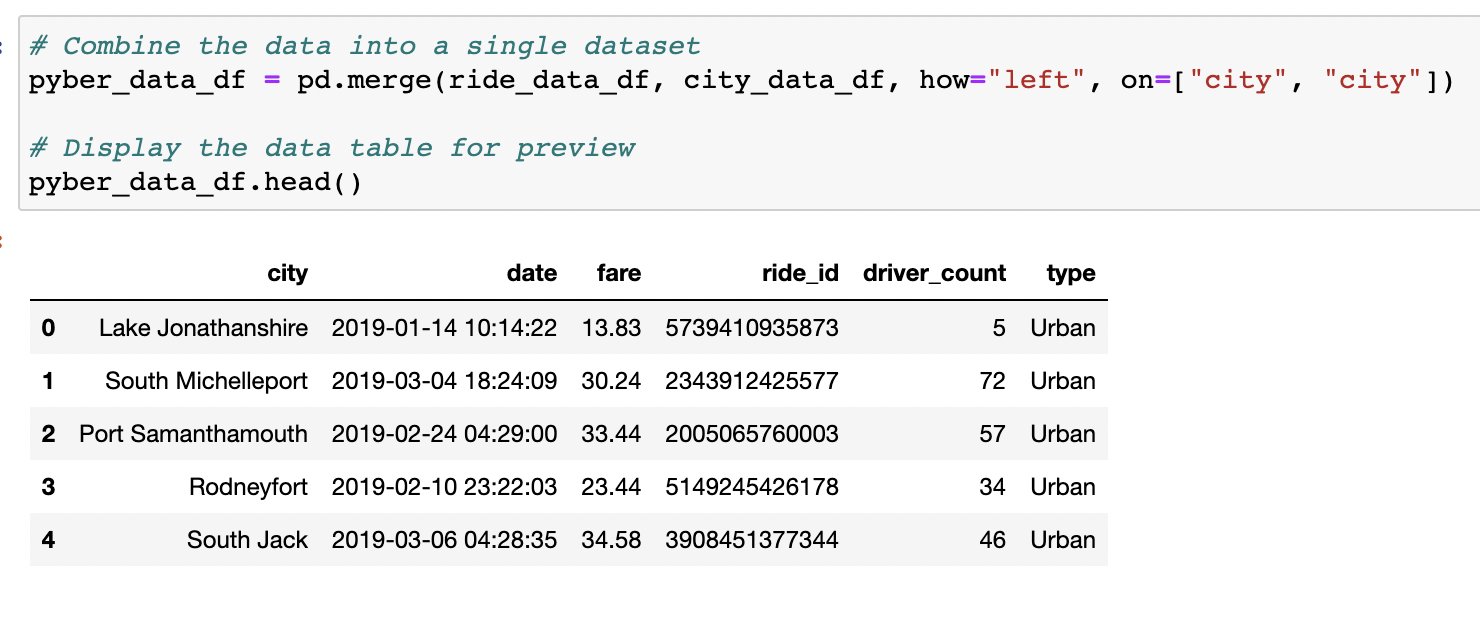 # Combine the data into a single dataset
pyber_data_df = pd.merge(ride_data_df, city_data_df, how="left", on=["city", "city"])
# Display the data table for preview
pyber_data_df.head()
city date fare ride_id driver_count type
0 Lake Jonathanshire 2019-01-14 10:14:22 13.83 5739410935873 5 Urban
1 South Michelleport 2019-03-04 18:24:09 30.24 2343912425577 72 Urban
2 Port Samanthamouth 2019-02-24 04:29:00 33.44 2005065760003 57 Urban
3 Rodneyfort 2019-02-10 23:22:03 23.44 5149245426178 34 Urban
4 South Jack 2019-03-06 04:28:35 34.58 3908451377344 46 Urban